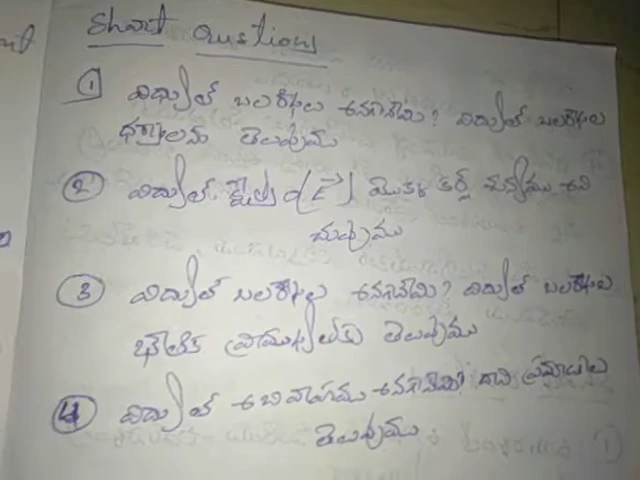 Short Questions
① విద్యుత్ బలరేఖలు అనగానేమి? విద్యుత్ బలరేఖల
ధర్మాలను తెలుపుము
② విద్యుత్ క్షేత్ర (E) యొక్క కర్ల్ శూన్యము అని
చూపుము
③ విద్యుత్ బలరేఖలు అనగానేమి? విద్యుత్ బలరేఖల
భౌతిక ప్రాముఖ్యతను తెలుపుము
④ విద్యుత్ అభివాహము అనగానేమి? దాని ప్రమాణాలు
తెలుపుము